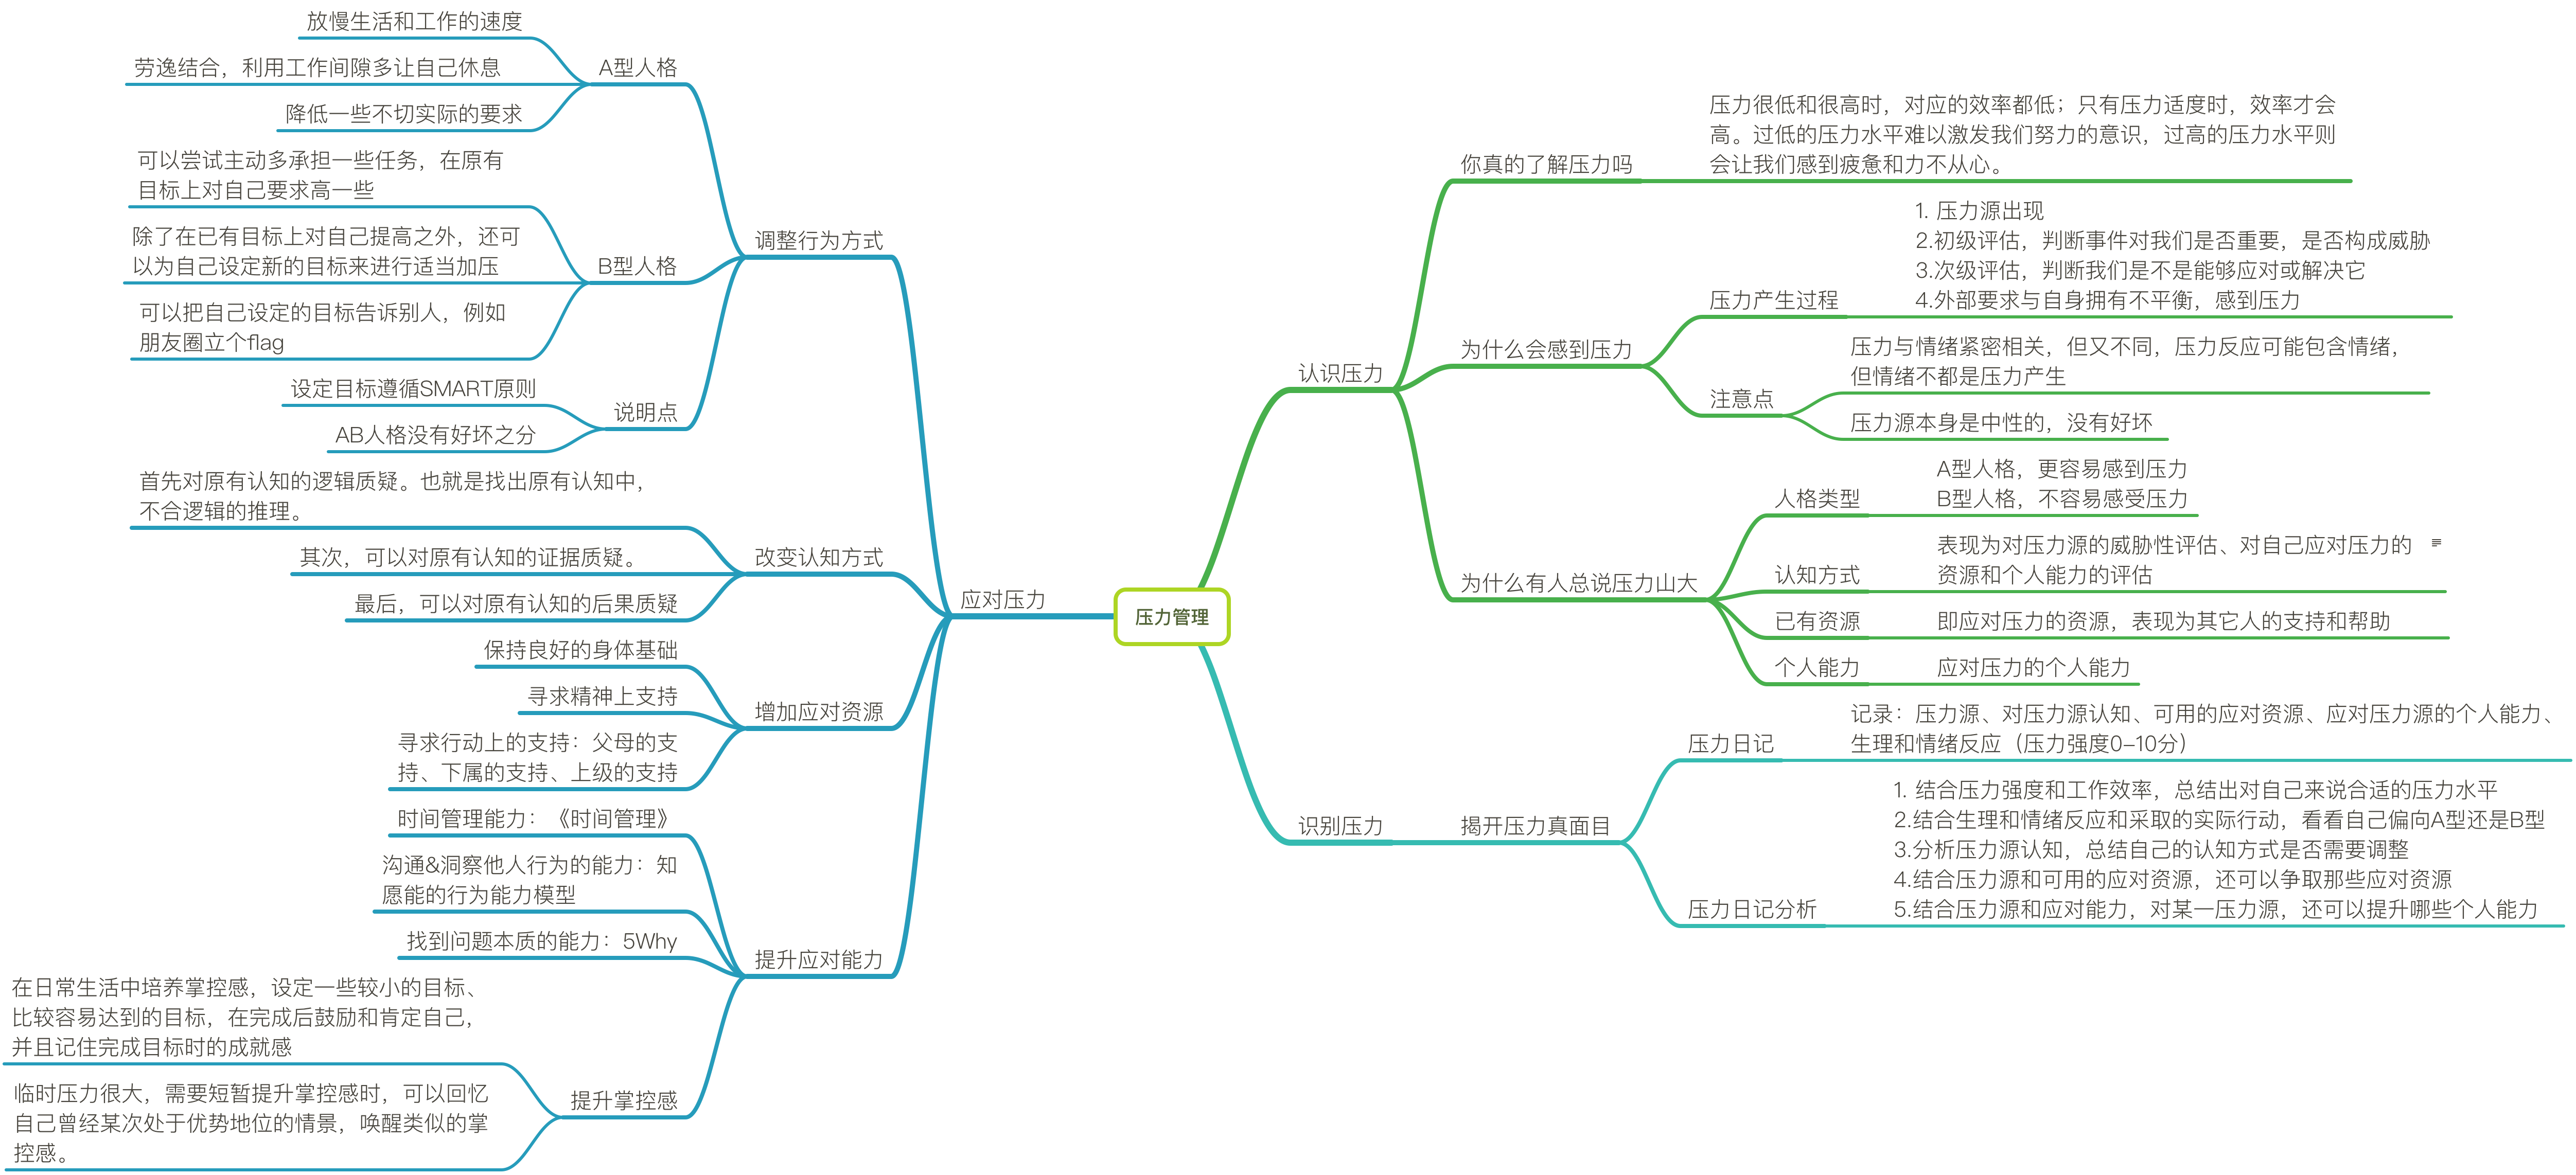 压力管理
认识压力
你真的了解压力吗
压力很低和很高时，对应的效率都低；只有压力适度时，效率才会
高。过低的压力水平难以激发我们努力的意识，过高的压力水平则
会让我们感到疲惫和力不从心。
为什么会感到压力
压力产生过程
1. 压力源出现
2.初级评估，判断事件对我们是否重要，是否构成威胁
3.次级评估，判断我们是不是能够应对或解决它
4.外部要求与自身拥有不平衡，感到压力
注意点
压力与情绪紧密相关，但又不同，压力反应可能包含情绪，
但情绪不都是压力产生
压力源本身是中性的，没有好坏
为什么有人总说压力山大
人格类型
A型人格，更容易感到压力
B型人格，不容易感受压力
认知方式
表现为对压力源的威胁性评估、对自己应对压力的
资源和个人能力的评估
已有资源
即应对压力的资源，表现为其它人的支持和帮助
个人能力
应对压力的个人能力
识别压力
揭开压力真面目
压力日记
记录：压力源、对压力源认知、可用的应对资源、应对压力源的个人能力、
生理和情绪反应（压力强度0-10分）
压力日记分析
1. 结合压力强度和工作效率，总结出对自己来说合适的压力水平
2.结合生理和情绪反应和采取的实际行动，看看自己偏向A型还是B型
3.分析压力源认知，总结自己的认知方式是否需要调整
4.结合压力源和可用的应对资源，还可以争取那些应对资源
5.结合压力源和应对能力，对某一压力源，还可以提升哪些个人能力
应对压力
调整行为方式
A型人格
放慢生活和工作的速度
劳逸结合，利用工作间隙多让自己休息
降低一些不切实际的要求
B型人格
可以尝试主动多承担一些任务，在原有
目标上对自己要求高一些
除了在已有目标上对自己提高之外，还可
以为自己设定新的目标来进行适当加压
可以把自己设定的目标告诉别人，例如
朋友圈立个flag
说明点
设定目标遵循SMART原则
AB人格没有好坏之分
改变认知方式
首先对原有认知的逻辑质疑。也就是找出原有认知中，
不合逻辑的推理。
其次，可以对原有认知的证据质疑。
最后，可以对原有认知的后果质疑
增加应对资源
保持良好的身体基础
寻求精神上支持
寻求行动上的支持：父母的支
持、下属的支持、上级的支持
提升应对能力
时间管理能力：《时间管理》
沟通&洞察他人行为的能力：知
愿能的行为能力模型
找到问题本质的能力：5Why
提升掌控感
在日常生活中培养掌控感，设定一些较小的目标、
比较容易达到的目标，在完成后鼓励和肯定自己，
并且记住完成目标时的成就感
临时压力很大，需要短暂提升掌控感时，可以回忆
自己曾经某次处于优势地位的情景，唤醒类似的掌
控感。